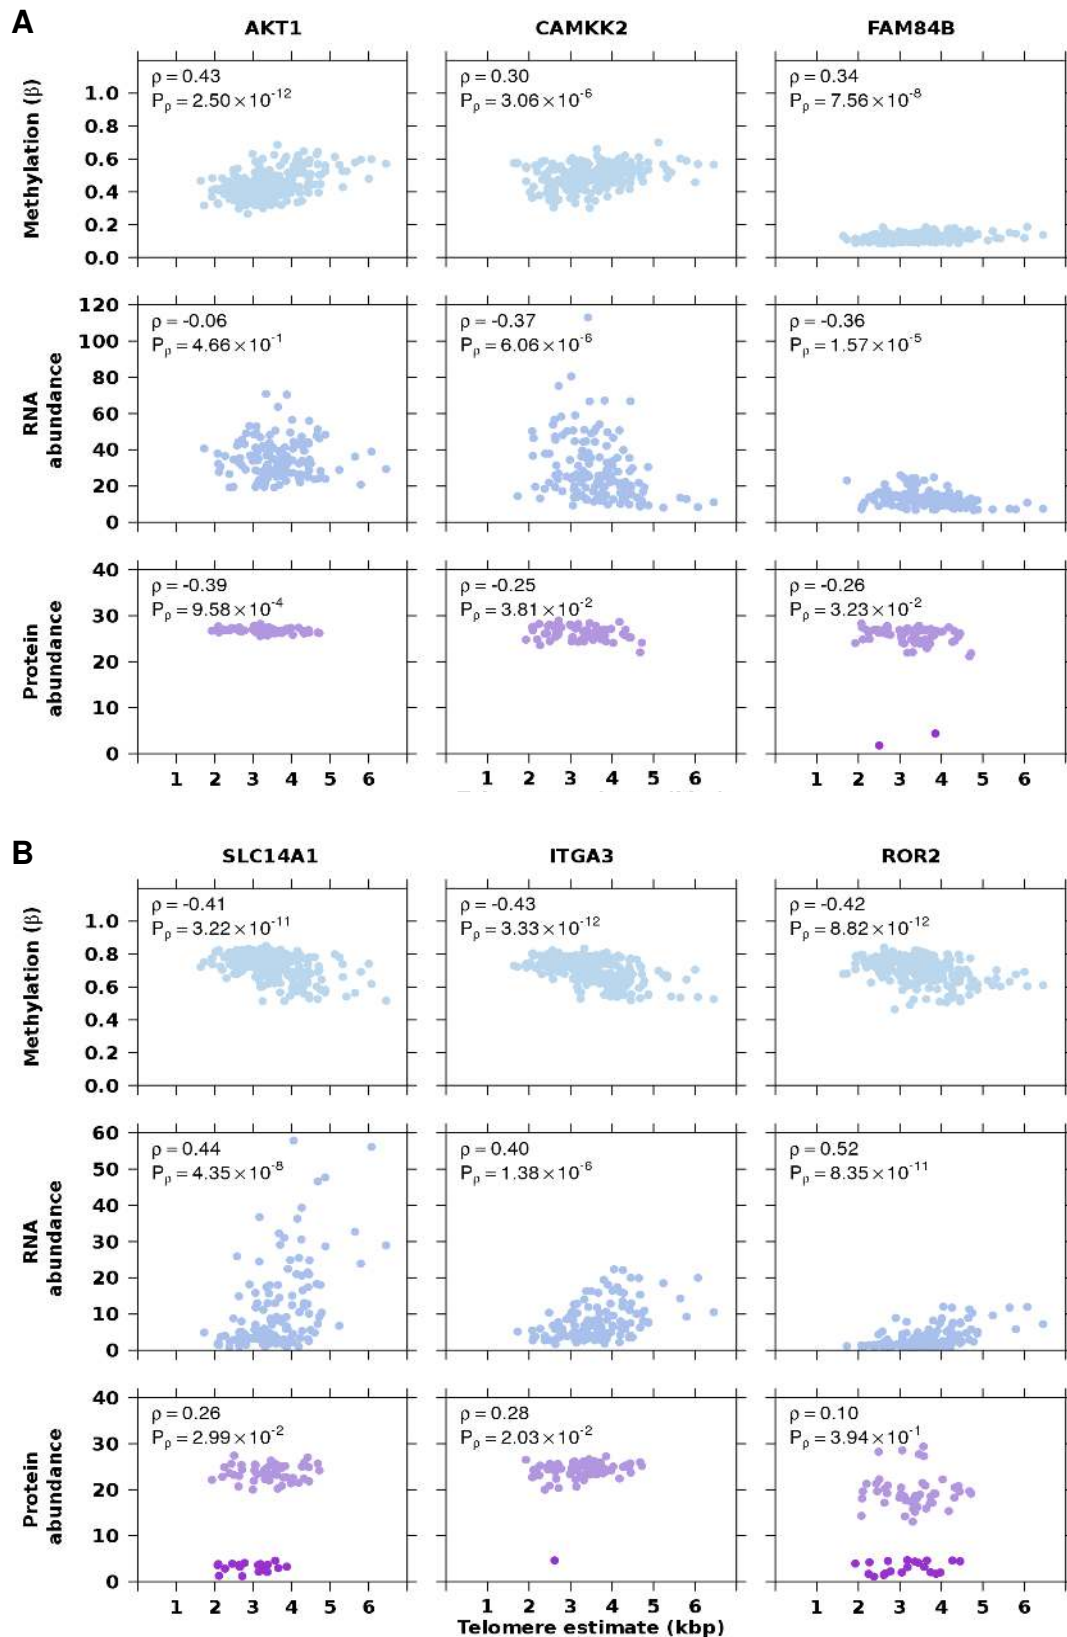 A
AKT1 CAMKK2 FAM84B
Methylation (β)
1.0
0.8
0.6
0.4
0.2
0.0
ρ = 0.43
Pρ = 2.50×10-12
ρ = 0.30
Pρ = 3.06×10-6
ρ = 0.34
Pρ = 7.56×10-8
RNA
abundance
120
100
80
60
40
20
0
ρ = -0.06
Pρ = 4.66×10-1
ρ = -0.37
Pρ = 6.06×10-6
ρ = -0.36
Pρ = 1.57×10-5
Protein
abundance
40
30
20
10
0
ρ = -0.39
Pρ = 9.58×10-4
ρ = -0.25
Pρ = 3.81×10-2
ρ = -0.26
Pρ = 3.23×10-2
1 2 3 4 5 6 1 2 3 4 5 6 1 2 3 4 5 6
B
SLC14A1 ITGA3 ROR2
Methylation (β)
1.0
0.8
0.6
0.4
0.2
0.0
ρ = -0.41
Pρ = 3.22×10-11
ρ = -0.43
Pρ = 3.33×10-12
ρ = -0.42
Pρ = 8.82×10-12
RNA
abundance
60
50
40
30
20
10
0
ρ = 0.44
Pρ = 4.35×10-8
ρ = 0.40
Pρ = 1.38×10-6
ρ = 0.52
Pρ = 8.35×10-11
Protein
abundance
40
30
20
10
0
ρ = 0.26
Pρ = 2.99×10-2
ρ = 0.28
Pρ = 2.03×10-2
ρ = 0.10
Pρ = 3.94×10-1
1 2 3 4 5 6 1 2 3 4 5 6 1 2 3 4 5 6
Telomere estimate (kbp)